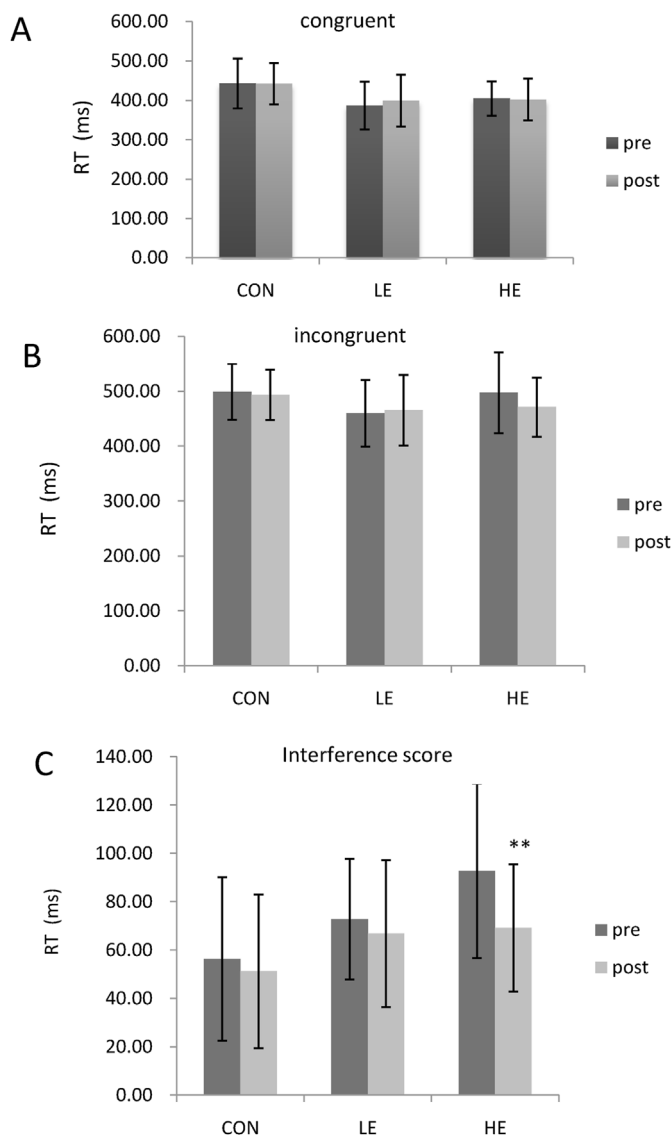 A
congruent
600.00
500.00
400.00
300.00
200.00
100.00
0.00
RT (ms)
CON LE HE
pre
post
B
incongruent
600.00
500.00
400.00
300.00
200.00
100.00
0.00
RT (ms)
CON LE HE
pre
post
C
Interference score
140.00
120.00
100.00
80.00
60.00
40.00
20.00
0.00
RT (ms)
**
CON LE HE
pre
post